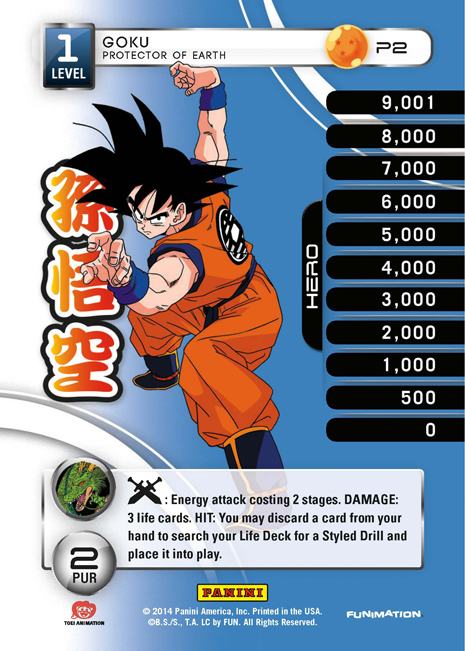 1
LEVEL
GOKU
PROTECTOR OF EARTH
P2
9,001
8,000
7,000
6,000
5,000
4,000
3,000
2,000
1,000
500
0
HERO
孫
悟
空
: Energy attack costing 2 stages. DAMAGE:
3 life cards. HIT: You may discard a card from your
hand to search your Life Deck for a Styled Drill and
place it into play.
2
PUR
PANINI
TOEI ANIMATION
© 2014 Panini America, Inc. Printed in the USA.
©B.S./S., T.A. LC by FUN. All Rights Reserved.
FUNIMATION